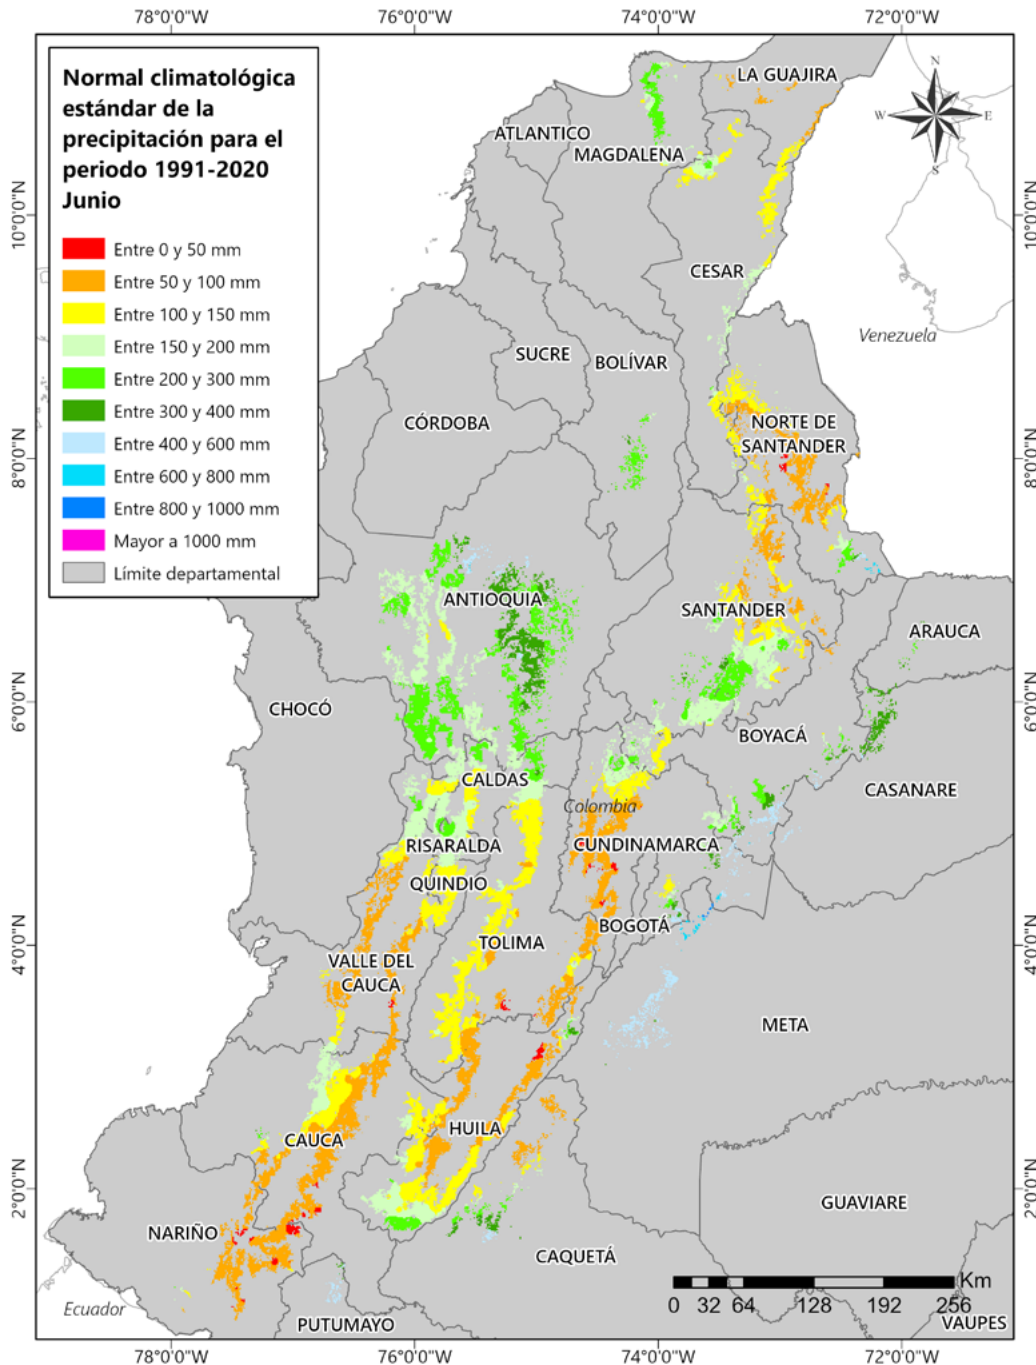 78°0'0"W 76°0'0"W 74°0'0"W 72°0'0"W
Normal climatológica
estándar de la
precipitación para el
periodo 1991-2020
Junio
Entre 0 y 50 mm
Entre 50 y 100 mm
Entre 100 y 150 mm
Entre 150 y 200 mm
Entre 200 y 300 mm
Entre 300 y 400 mm
Entre 400 y 600 mm
Entre 600 y 800 mm
Entre 800 y 1000 mm
Mayor a 1000 mm
Límite departamental
N
W E
S
LA GUAJIRA
ATLANTICO
MAGDALENA
10°0'0"N 10°0'0"N
CESAR
Venezuela
SUCRE
BOLÍVAR
CÓRDOBA
NORTE DE
SANTANDER
8°0'0"N 8°0'0"N
ANTIOQUIA
SANTANDER
ARAUCA
6°0'0"N 6°0'0"N
CHOCÓ
BOYACÁ
CALDAS
CASANARE
Colombia
RISARALDA
CUNDINAMARCA
QUINDIO
BOGOTÁ
4°0'0"N 4°0'0"N
TOLIMA
VALLE DEL
CAUCA
META
HUILA
CAUCA
2°0'0"N 2°0'0"N
GUAVIARE
NARIÑO
CAQUETÁ
Km
0 32 64 128 192 256
Ecuador
PUTUMAYO
VAUPES
78°0'0"W 76°0'0"W 74°0'0"W 72°0'0"W